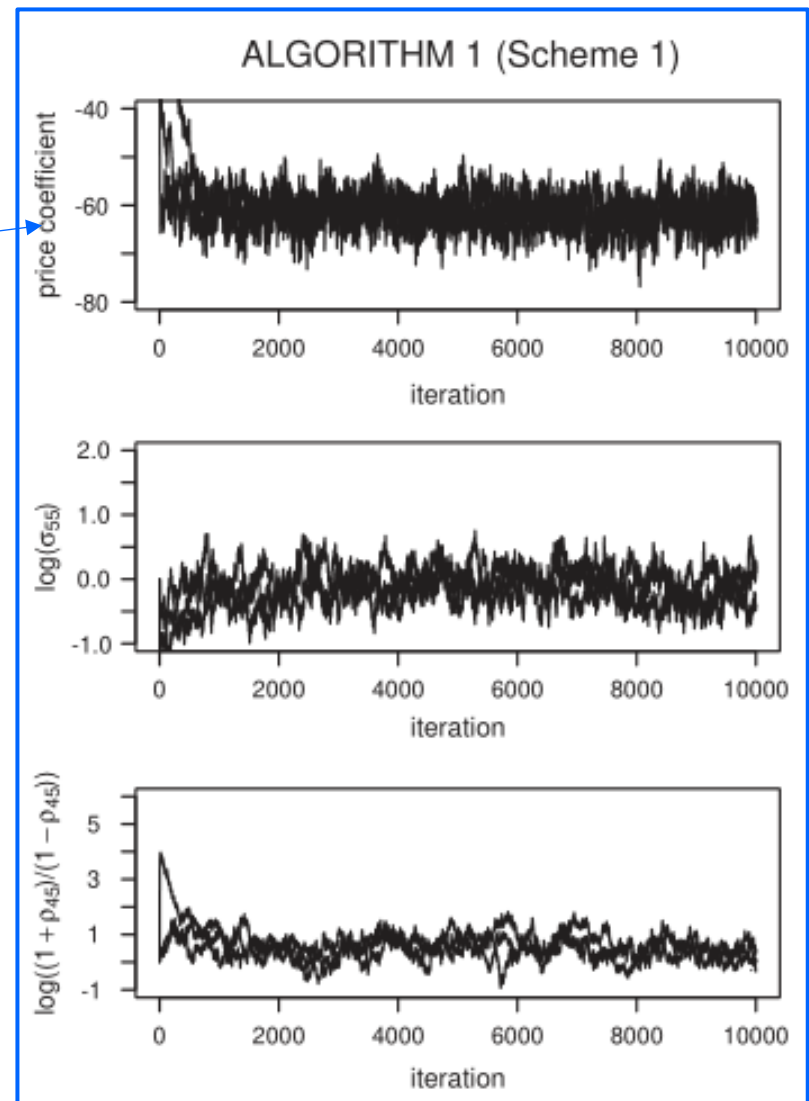 ALGORITHM 1 (Scheme 1)
price coefficient
-40
-60
-80
0 2000 4000 6000 8000 10000
iteration
log(σ₅₅)
2.0
1.0
0.0
-1.0
0 2000 4000 6000 8000 10000
iteration
log((1 + ρ₄₅)/(1 − ρ₄₅))
5
3
1
-1
0 2000 4000 6000 8000 10000
iteration